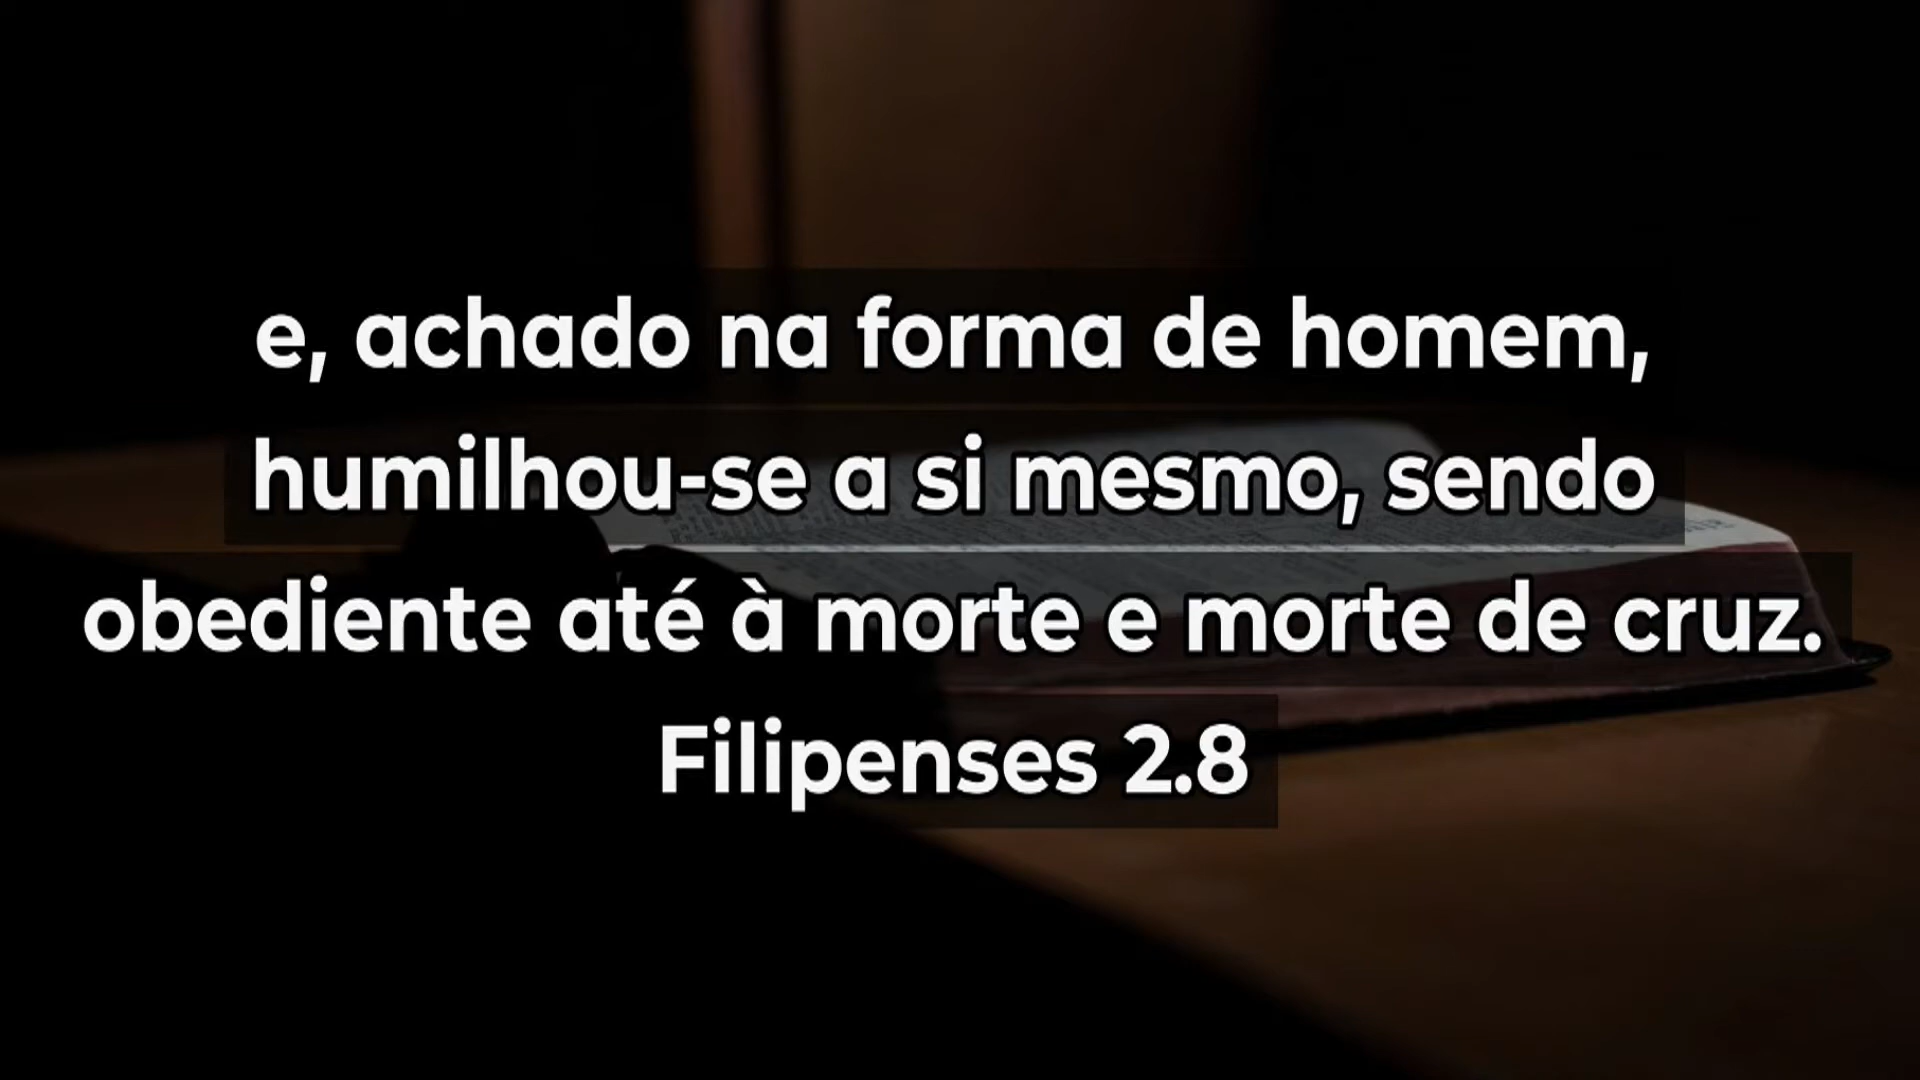 e, achado na forma de homem,
humilhou-se a si mesmo, sendo
obediente até à morte e morte de cruz.
Filipenses 2.8